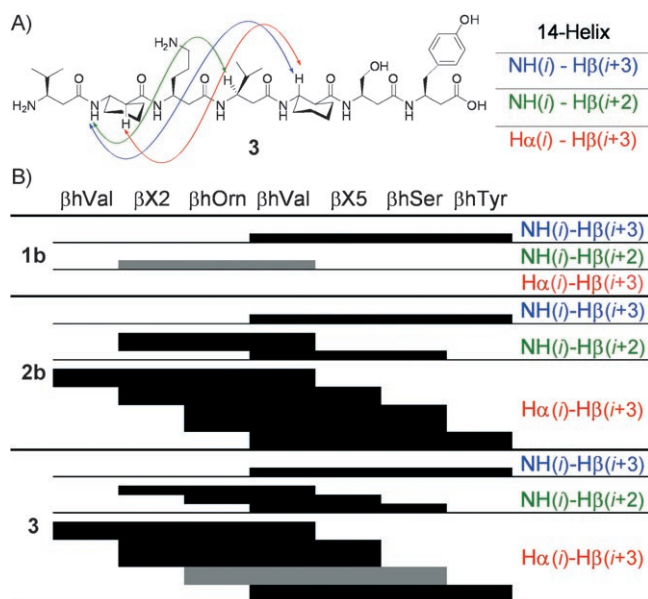 A)
14-Helix
NH(i) - Hβ(i+3)
NH(i) - Hβ(i+2)
Hα(i) - Hβ(i+3)
H2N
OH
O O O O O O O
H
H
H
N
OH
NH2
3
B)
βhVal βX2 βhOrn βhVal βX5 βhSer βhTyr
1b
NH(i)-Hβ(i+3)
NH(i)-Hβ(i+2)
Hα(i)-Hβ(i+3)
2b
NH(i)-Hβ(i+3)
NH(i)-Hβ(i+2)
Hα(i)-Hβ(i+3)
3
NH(i)-Hβ(i+3)
NH(i)-Hβ(i+2)
Hα(i)-Hβ(i+3)